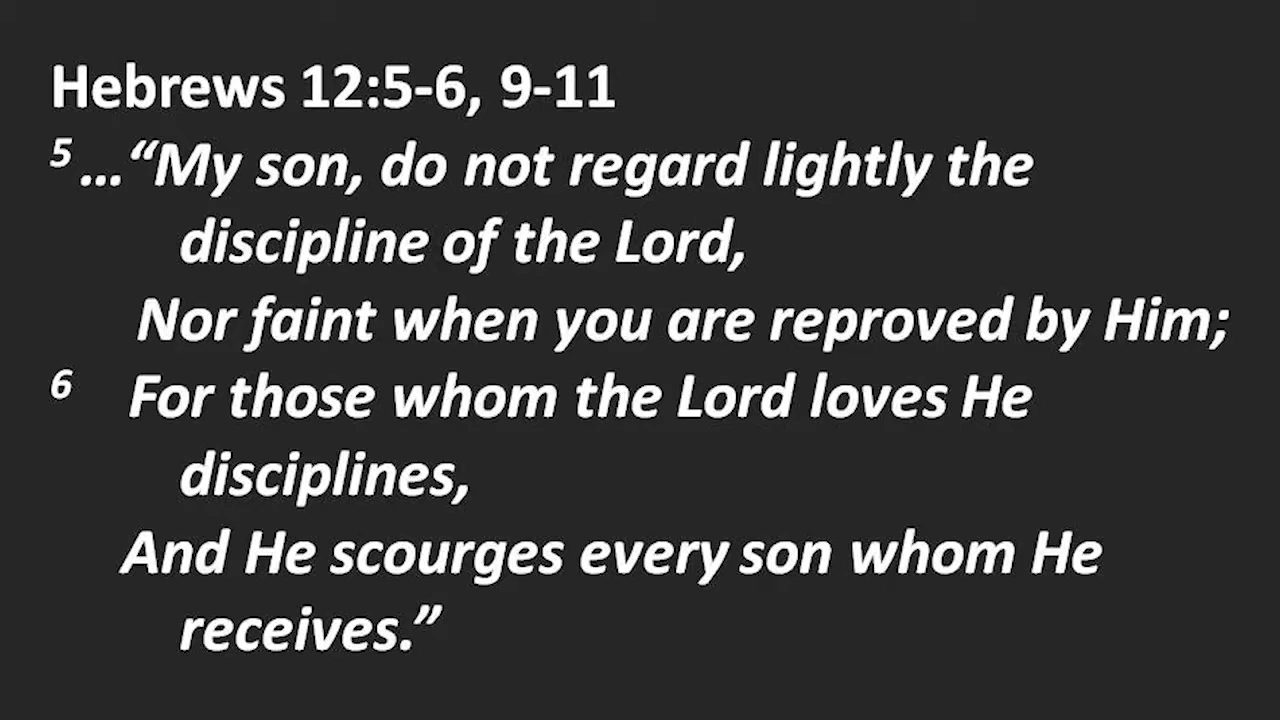 Hebrews 12:5-6, 9-11
5 …“My son, do not regard lightly the
discipline of the Lord,
Nor faint when you are reproved by Him;
6 For those whom the Lord loves He
disciplines,
And He scourges every son whom He
receives.”